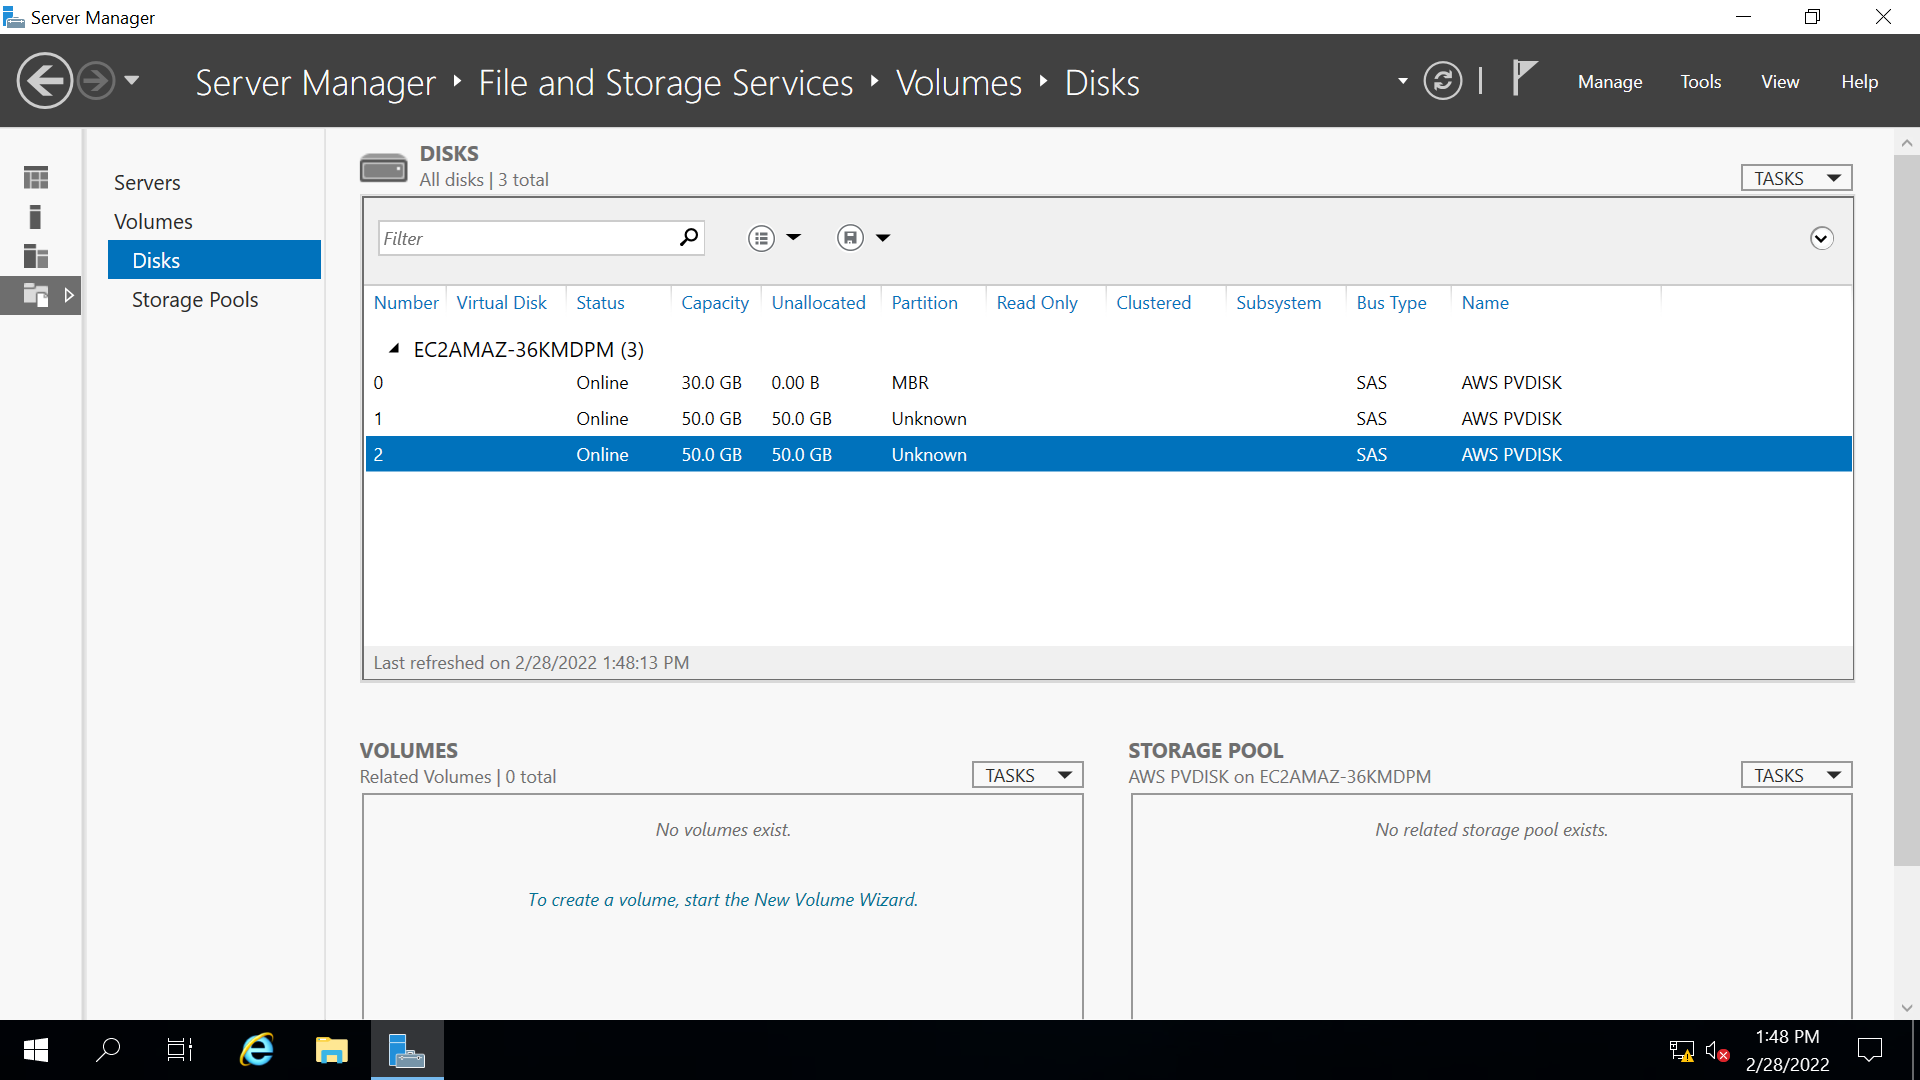 Server Manager
Server Manager ‣ File and Storage Services ‣ Volumes ‣ Disks
Manage Tools View Help
Servers
Volumes
Disks
Storage Pools
DISKS
All disks | 3 total
TASKS
Filter
Number Virtual Disk Status Capacity Unallocated Partition Read Only Clustered Subsystem Bus Type Name
EC2AMAZ-36KMDPM (3)
0 Online 30.0 GB 0.00 B MBR SAS AWS PVDISK
1 Online 50.0 GB 50.0 GB Unknown SAS AWS PVDISK
2 Online 50.0 GB 50.0 GB Unknown SAS AWS PVDISK
Last refreshed on 2/28/2022 1:48:13 PM
VOLUMES
Related Volumes | 0 total
TASKS
No volumes exist.
To create a volume, start the New Volume Wizard.
STORAGE POOL
AWS PVDISK on EC2AMAZ-36KMDPM
TASKS
No related storage pool exists.
1:48 PM
2/28/2022